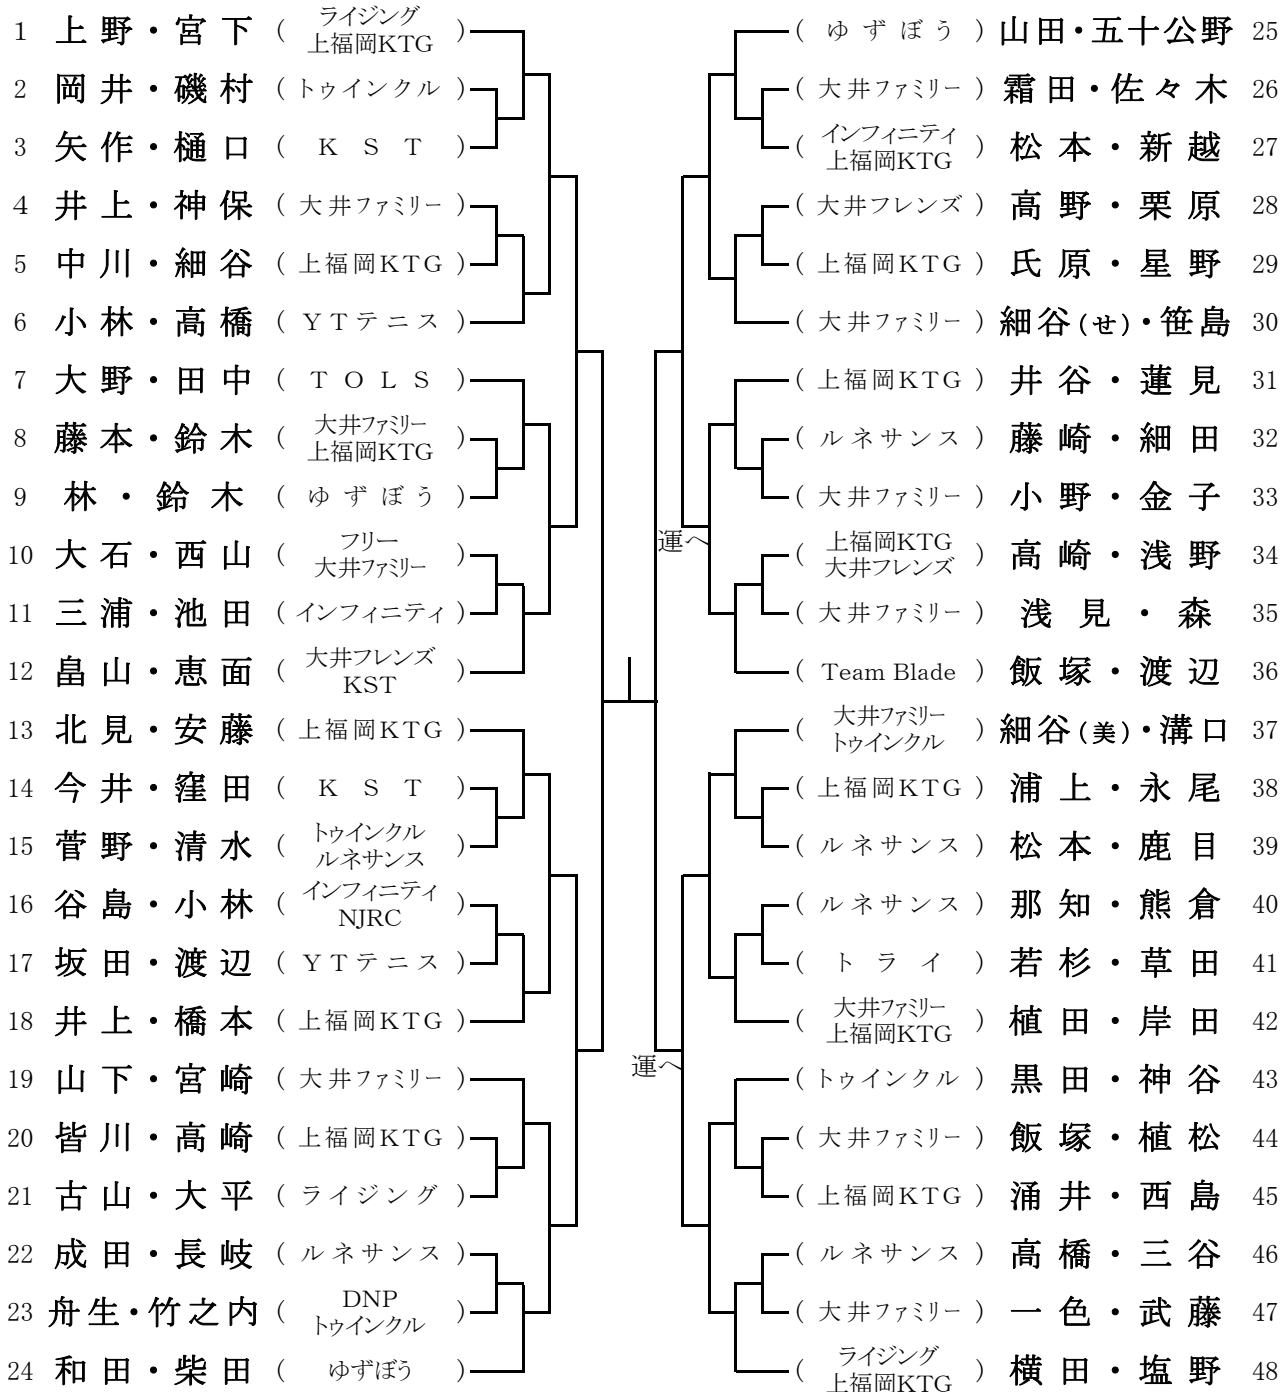 1 上野・宮下 ( ライジング 上福岡KTG )
2 岡井・磯村 ( トゥインクル )
3 矢作・樋口 ( KST )
4 井上・神保 ( 大井ファミリー )
5 中川・細谷 ( 上福岡KTG )
6 小林・高橋 ( YTテニス )
7 大野・田中 ( TOLS )
8 藤本・鈴木 ( 大井ファミリー 上福岡KTG )
9 林・鈴木 ( ゆずぼう )
10 大石・西山 ( フリー 大井ファミリー )
11 三浦・池田 ( インフィニティ )
12 畠山・恵面 ( 大井フレンズ KST )
13 北見・安藤 ( 上福岡KTG )
14 今井・窪田 ( KST )
15 菅野・清水 ( トゥインクル ルネサンス )
16 谷島・小林 ( インフィニティ NJRC )
17 坂田・渡辺 ( YTテニス )
18 井上・橋本 ( 上福岡KTG )
19 山下・宮崎 ( 大井ファミリー )
20 皆川・高崎 ( 上福岡KTG )
21 古山・大平 ( ライジング )
22 成田・長岐 ( ルネサンス )
23 舟生・竹之内 ( DNP トゥインクル )
24 和田・柴田 ( ゆずぼう )
運へ
運へ
( ゆずぼう ) 山田・五十公野 25
( 大井ファミリー ) 霜田・佐々木 26
( インフィニティ 上福岡KTG ) 松本・新越 27
( 大井フレンズ ) 高野・栗原 28
( 上福岡KTG ) 氏原・星野 29
( 大井ファミリー ) 細谷(せ)・笹島 30
( 上福岡KTG ) 井谷・蓮見 31
( ルネサンス ) 藤崎・細田 32
( 大井ファミリー ) 小野・金子 33
( 上福岡KTG 大井フレンズ ) 高崎・浅野 34
( 大井ファミリー ) 浅見・森 35
( Team Blade ) 飯塚・渡辺 36
( 大井ファミリー トゥインクル ) 細谷(美)・溝口 37
( 上福岡KTG ) 浦上・永尾 38
( ルネサンス ) 松本・鹿目 39
( ルネサンス ) 那知・熊倉 40
( トライ ) 若杉・草田 41
( 大井ファミリー 上福岡KTG ) 植田・岸田 42
( トゥインクル ) 黒田・神谷 43
( 大井ファミリー ) 飯塚・植松 44
( 上福岡KTG ) 涌井・西島 45
( ルネサンス ) 高橋・三谷 46
( 大井ファミリー ) 一色・武藤 47
( ライジング 上福岡KTG ) 横田・塩野 48